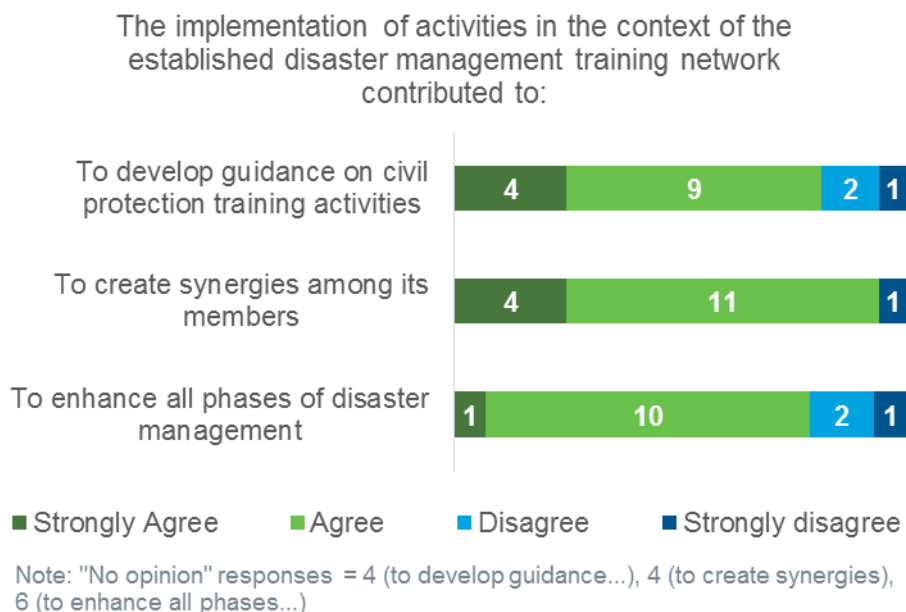 The implementation of activities in the context of the
established disaster management training network
contributed to:
To develop guidance on civil
protection training activities
4 9 2 1
To create synergies among its
members
4 11 1
To enhance all phases of disaster
management
1 10 2 1
Strongly Agree Agree Disagree Strongly disagree
Note: "No opinion" responses = 4 (to develop guidance...), 4 (to create synergies),
6 (to enhance all phases...)